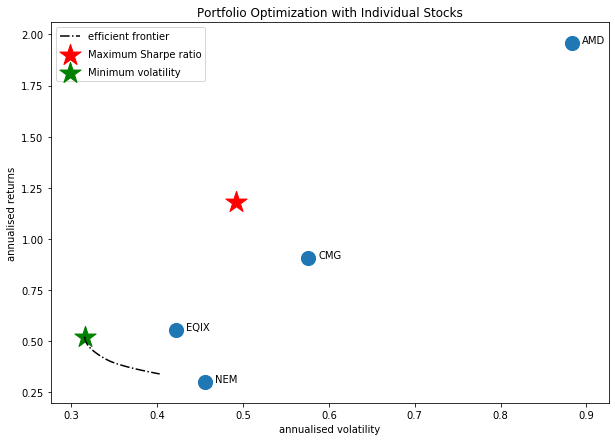 Portfolio Optimization with Individual Stocks
efficient frontier
Maximum Sharpe ratio
Minimum volatility
AMD
CMG
EQIX
NEM
2.00
1.75
1.50
1.25
1.00
0.75
0.50
0.25
annualised returns
0.3 0.4 0.5 0.6 0.7 0.8 0.9
annualised volatility